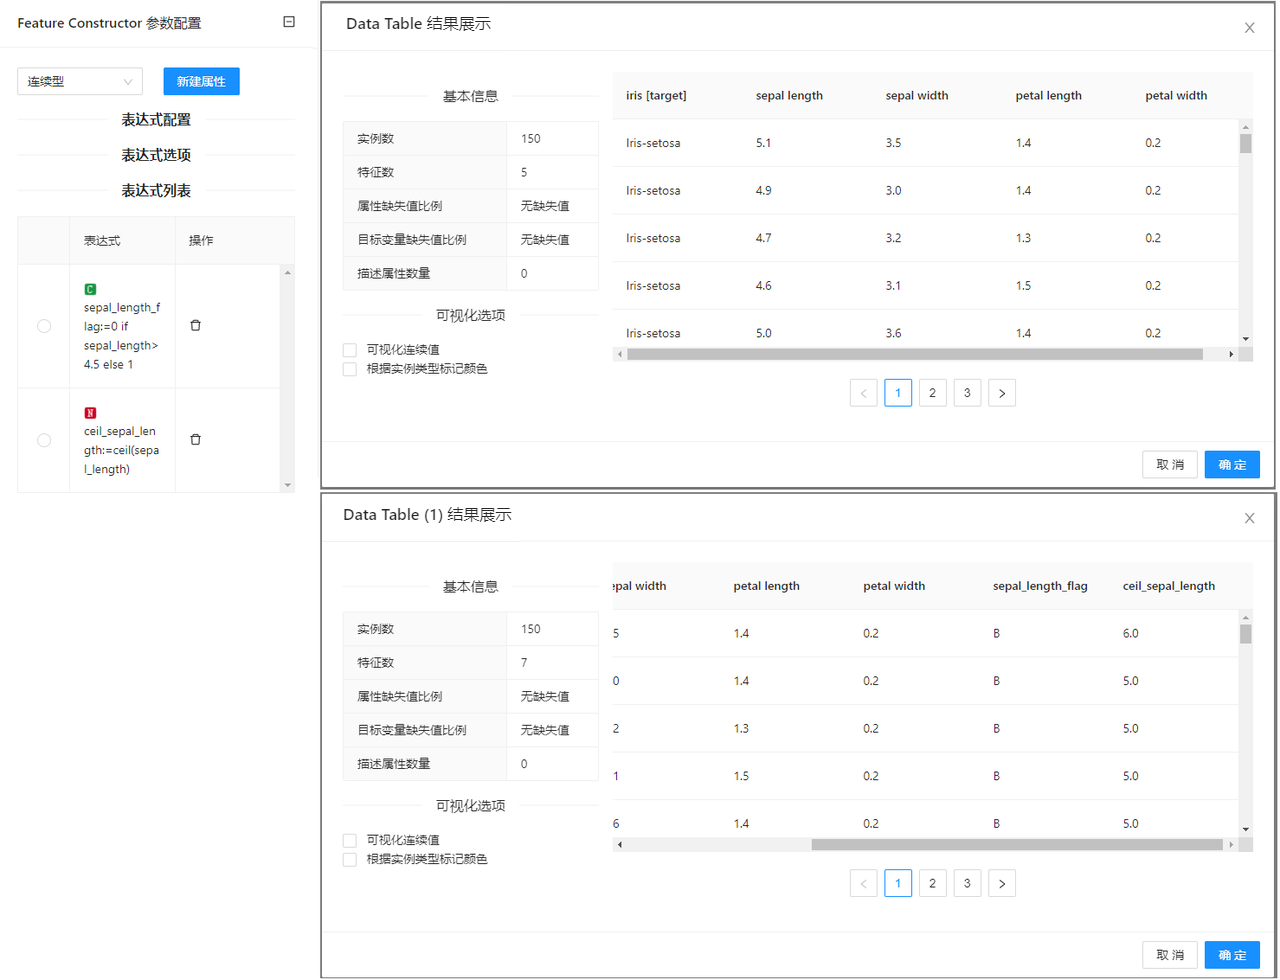 Feature Constructor 参数配置
连续型
新建属性
表达式配置
表达式选项
表达式列表
表达式 操作
C
sepal_length_f
lag:=0 if
sepal_length>
4.5 else 1
N
ceil_sepal_len
gth:=ceil(sepa
l_length)
Data Table 结果展示
基本信息
实例数 150
特征数 5
属性缺失值比例 无缺失值
目标变量缺失值比例 无缺失值
描述属性数量 0
可视化选项
可视化连续值
根据实例类型标记颜色
iris [target] sepal length sepal width petal length petal width
Iris-setosa 5.1 3.5 1.4 0.2
Iris-setosa 4.9 3.0 1.4 0.2
Iris-setosa 4.7 3.2 1.3 0.2
Iris-setosa 4.6 3.1 1.5 0.2
Iris-setosa 5.0 3.6 1.4 0.2
< 1 2 3 >
取 消 确 定
Data Table (1) 结果展示
基本信息
实例数 150
特征数 7
属性缺失值比例 无缺失值
目标变量缺失值比例 无缺失值
描述属性数量 0
可视化选项
可视化连续值
根据实例类型标记颜色
epal width petal length petal width sepal_length_flag ceil_sepal_length
5 1.4 0.2 B 6.0
0 1.4 0.2 B 5.0
2 1.3 0.2 B 5.0
1 1.5 0.2 B 5.0
6 1.4 0.2 B 5.0
< 1 2 3 >
取 消 确 定